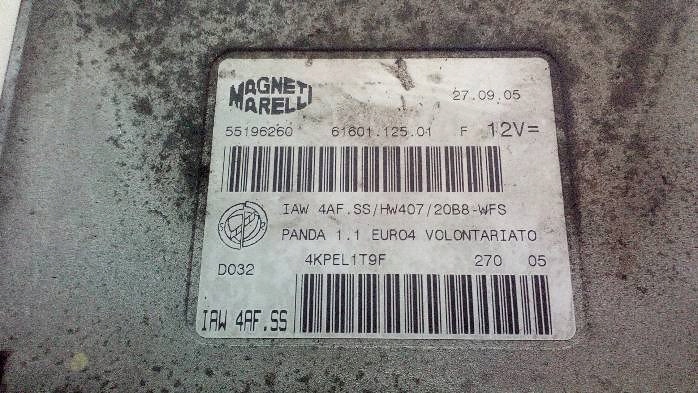 MAGNETI
MARELLI
27.09.05
55196260 61601.125.01 F 12V=
IAW 4AF.SS/HW407/20B8-WFS
PANDA 1.1 EURO4 VOLONTARIATO
D032 4KPEL1T9F 270 05
IAW 4AF.SS